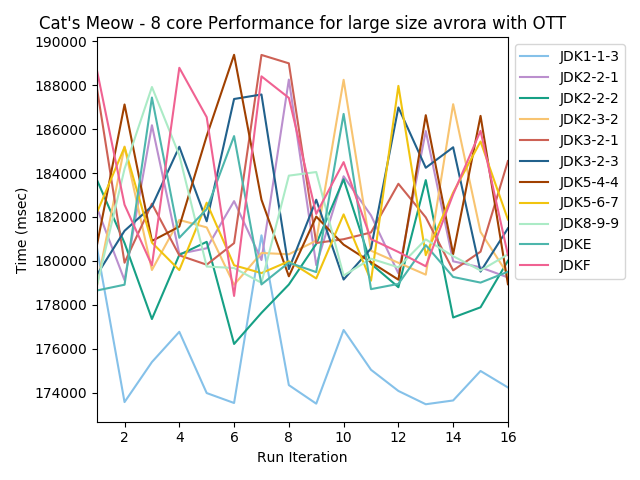 Cat's Meow - 8 core Performance for large size avrora with OTT
190000
188000
186000
184000
182000
180000
178000
176000
174000
Time (msec)
2
4
6
8
10
12
14
16
Run Iteration
JDK1-1-3
JDK2-2-1
JDK2-2-2
JDK2-3-2
JDK3-2-1
JDK3-2-3
JDK5-4-4
JDK5-6-7
JDK8-9-9
JDKE
JDKF